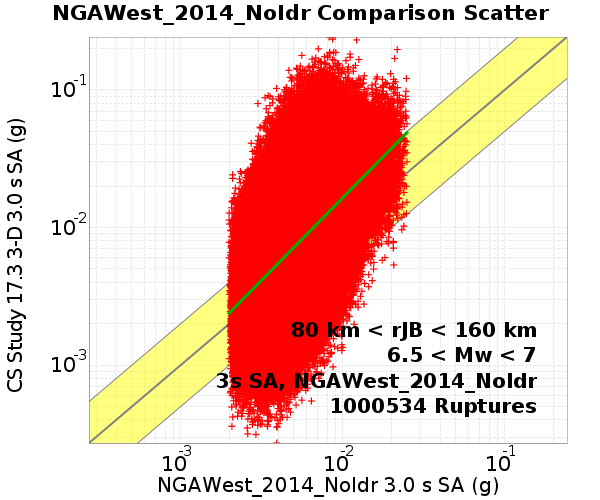 NGAWest_2014_NoIdr Comparison Scatter
CS Study 17.3 3-D 3.0 s SA (g)
10-1
10-2
10-3
80 km < rJB < 160 km
6.5 < Mw < 7
3s SA, NGAWest_2014_NoIdr
1000534 Ruptures
10-3 10-2 10-1
NGAWest_2014_NoIdr 3.0 s SA (g)